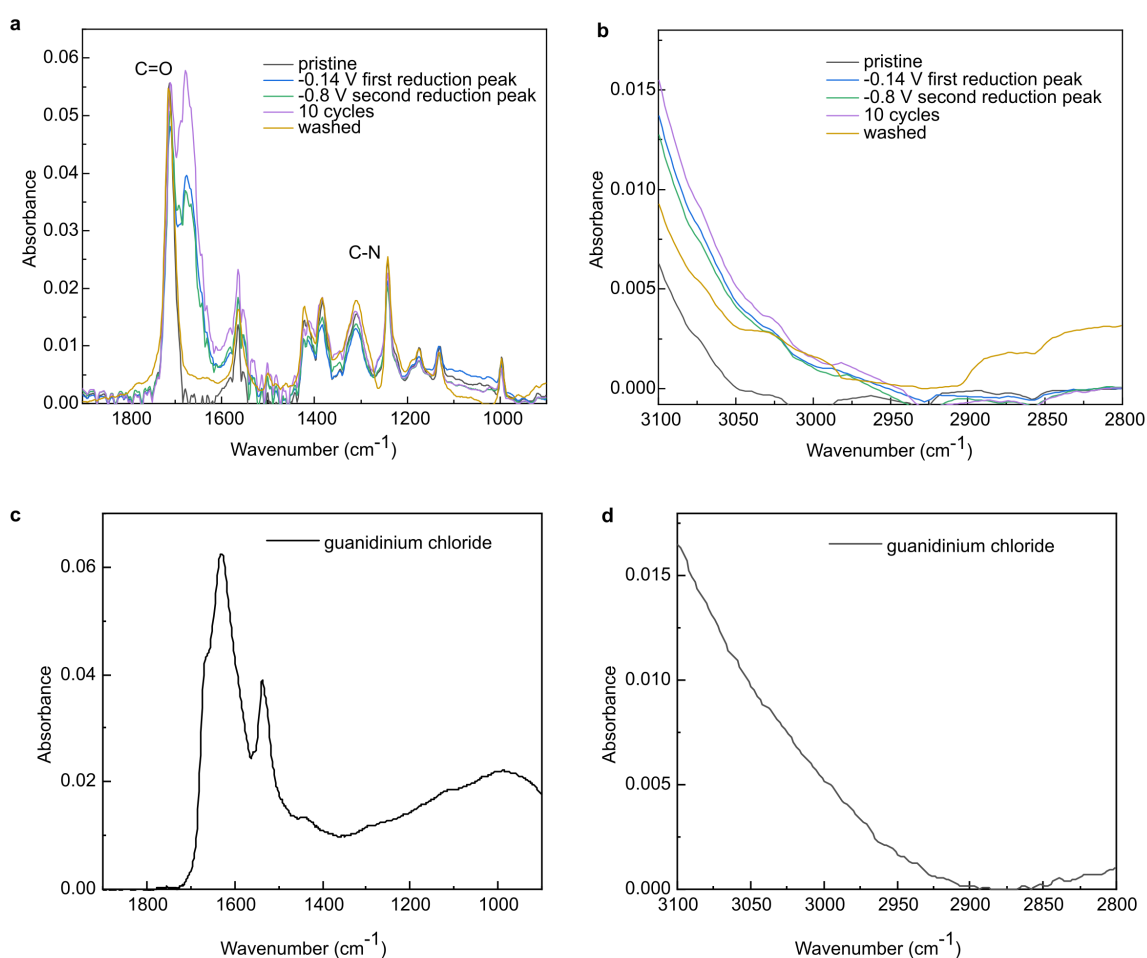 a
0.06
0.05
0.04
0.03
0.02
0.01
0.00
Absorbance
C=O
C-N
pristine
-0.14 V first reduction peak
-0.8 V second reduction peak
10 cycles
washed
1800 1600 1400 1200 1000
Wavenumber (cm-1)
b
0.015
0.010
0.005
0.000
Absorbance
pristine
-0.14 V first reduction peak
-0.8 V second reduction peak
10 cycles
washed
3100 3050 3000 2950 2900 2850 2800
Wavenumber (cm-1)
c
0.06
0.04
0.02
0.00
Absorbance
guanidinium chloride
1800 1600 1400 1200 1000
Wavenumber (cm-1)
d
0.015
0.010
0.005
0.000
Absorbance
guanidinium chloride
3100 3050 3000 2950 2900 2850 2800
Wavenumber (cm-1)